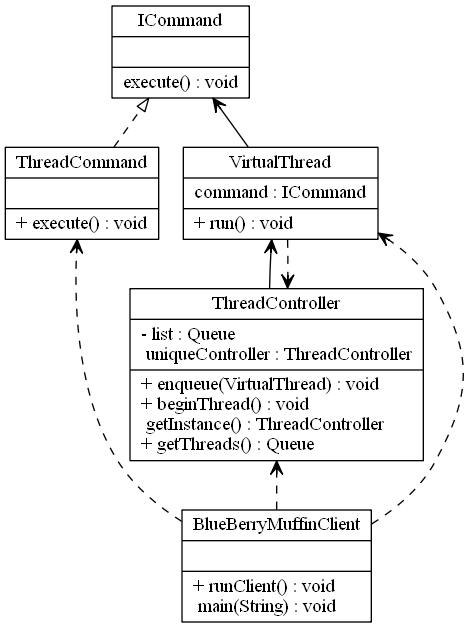 ICommand
execute() : void
ThreadCommand
+ execute() : void
VirtualThread
command : ICommand
+ run() : void
ThreadController
- list : Queue
uniqueController : ThreadController
+ enqueue(VirtualThread) : void
+ beginThread() : void
getInstance() : ThreadController
+ getThreads() : Queue
BlueBerryMuffinClient
+ runClient() : void
main(String) : void